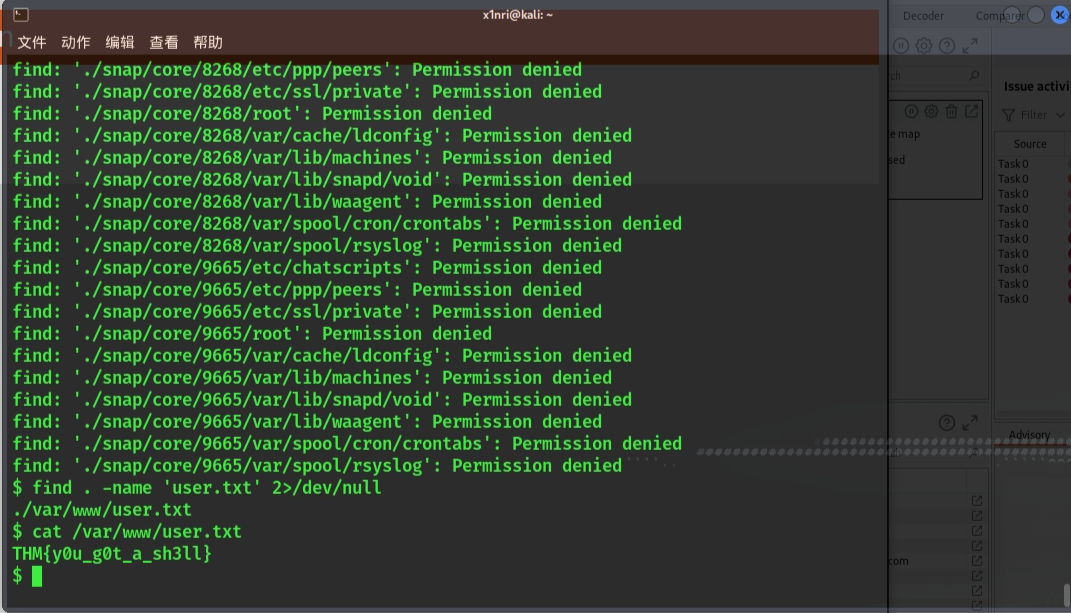 x1nri@kali: ~
文件 动作 编辑 查看 帮助
find: './snap/core/8268/etc/ppp/peers': Permission denied
find: './snap/core/8268/etc/ssl/private': Permission denied
find: './snap/core/8268/root': Permission denied
find: './snap/core/8268/var/cache/ldconfig': Permission denied
find: './snap/core/8268/var/lib/machines': Permission denied
find: './snap/core/8268/var/lib/snapd/void': Permission denied
find: './snap/core/8268/var/lib/waagent': Permission denied
find: './snap/core/8268/var/spool/cron/crontabs': Permission denied
find: './snap/core/8268/var/spool/rsyslog': Permission denied
find: './snap/core/9665/etc/chatscripts': Permission denied
find: './snap/core/9665/etc/ppp/peers': Permission denied
find: './snap/core/9665/etc/ssl/private': Permission denied
find: './snap/core/9665/root': Permission denied
find: './snap/core/9665/var/cache/ldconfig': Permission denied
find: './snap/core/9665/var/lib/machines': Permission denied
find: './snap/core/9665/var/lib/snapd/void': Permission denied
find: './snap/core/9665/var/lib/waagent': Permission denied
find: './snap/core/9665/var/spool/cron/crontabs': Permission denied
find: './snap/core/9665/var/spool/rsyslog': Permission denied
$ find . -name 'user.txt' 2>/dev/null
./var/www/user.txt
$ cat /var/www/user.txt
THM{y0u_g0t_a_sh3ll}
$
Decoder Comparer
Issue activi
Filter
map
Source
Task 0
Task 0
Task 0
Task 0
Task 0
Task 0
Task 0
Task 0
Task 0
Task 0
Advisory
com